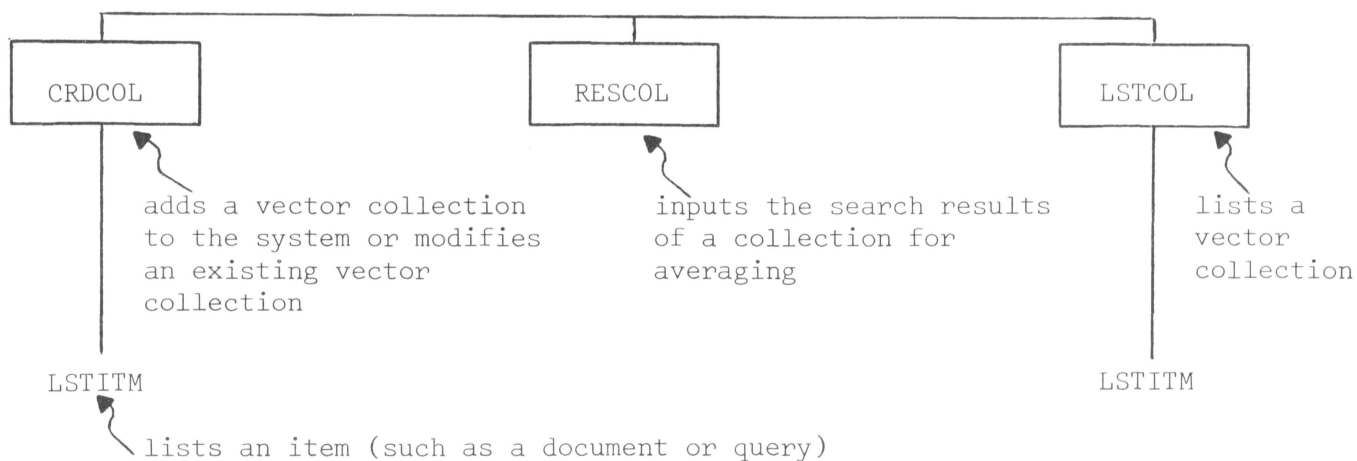 CRDCOL
RESCOL
LSTCOL
adds a vector collection
to the system or modifies
an existing vector
collection
inputs the search results
of a collection for
averaging
lists a
vector
collection
LSTITM
LSTITM
lists an item (such as a document or query)